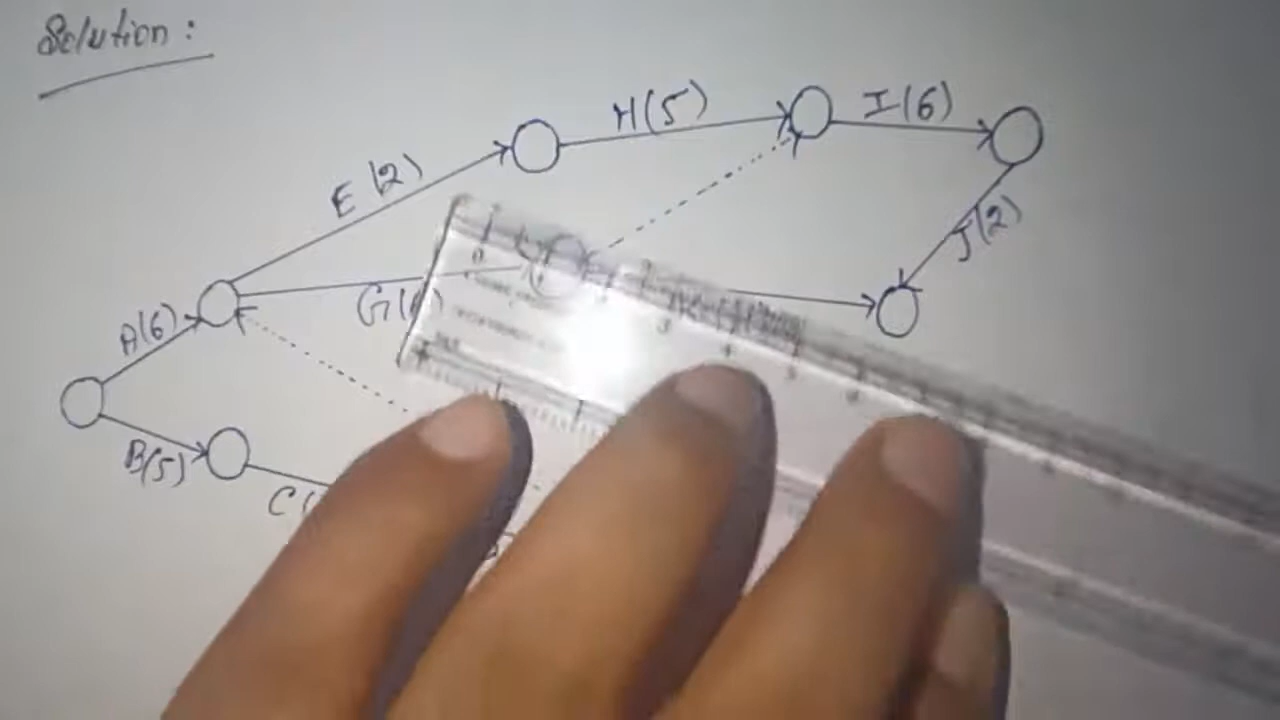 Solution :
H(5)
I(6)
E(2)
J(2)
A(6)
B(5)